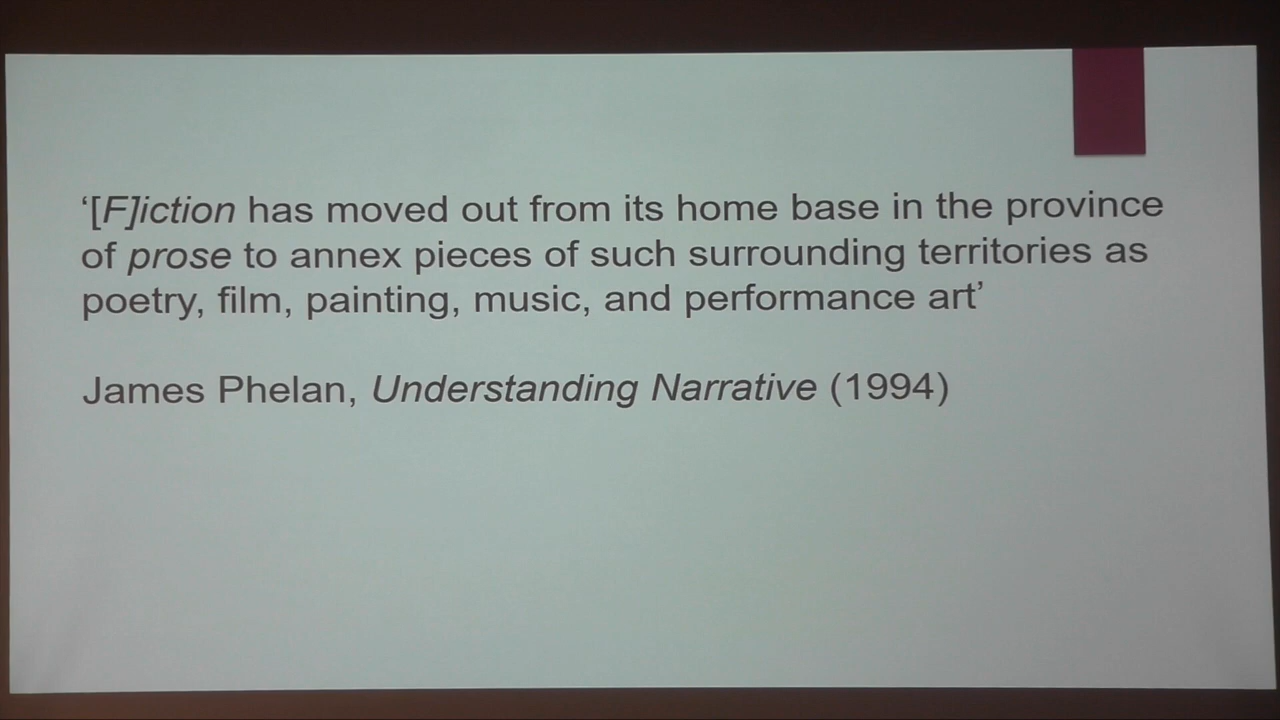 ‘[F]iction has moved out from its home base in the province
of prose to annex pieces of such surrounding territories as
poetry, film, painting, music, and performance art’
James Phelan, Understanding Narrative (1994)